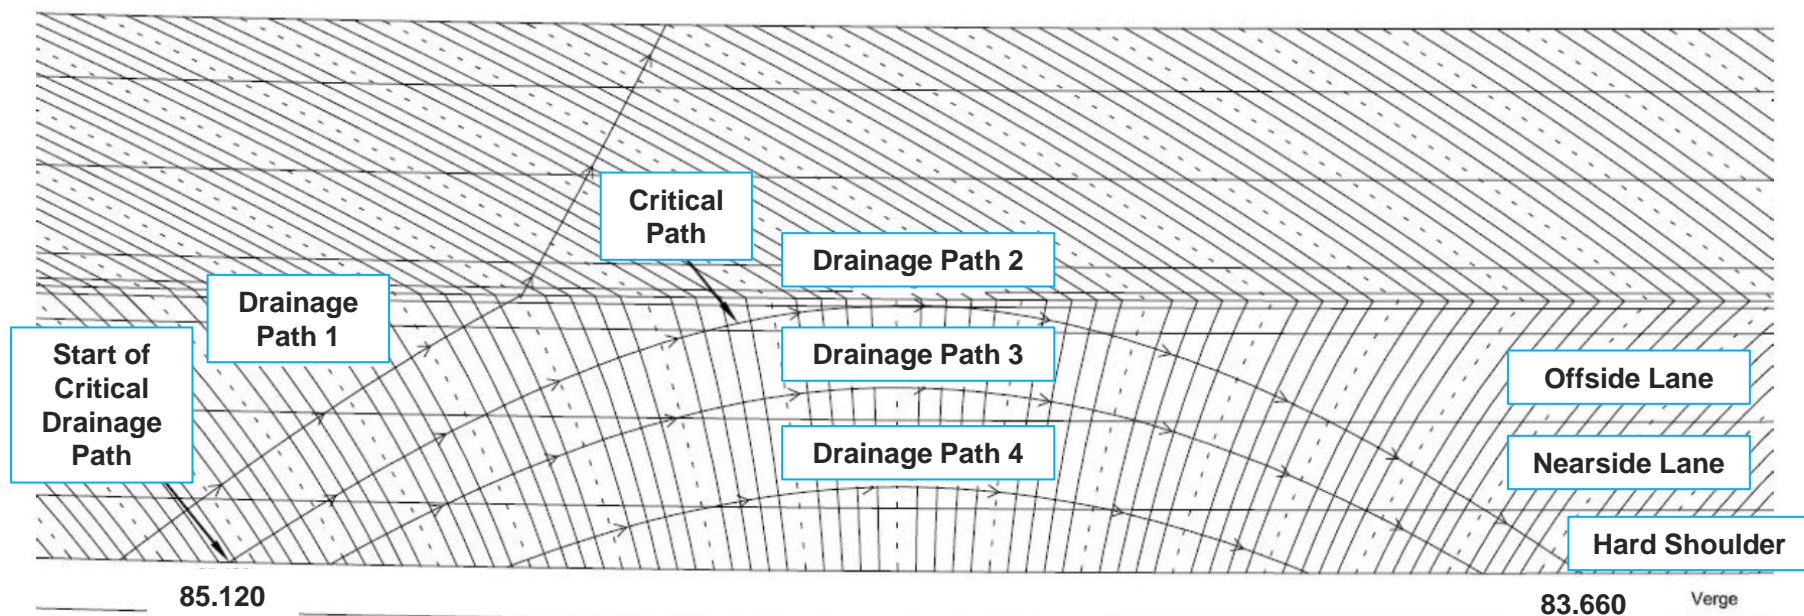 Critical
Path
Drainage Path 2
Drainage
Path 1
Start of
Critical
Drainage
Path
Drainage Path 3
Offside Lane
Drainage Path 4
Nearside Lane
Hard Shoulder
85.120
83.660
Verge